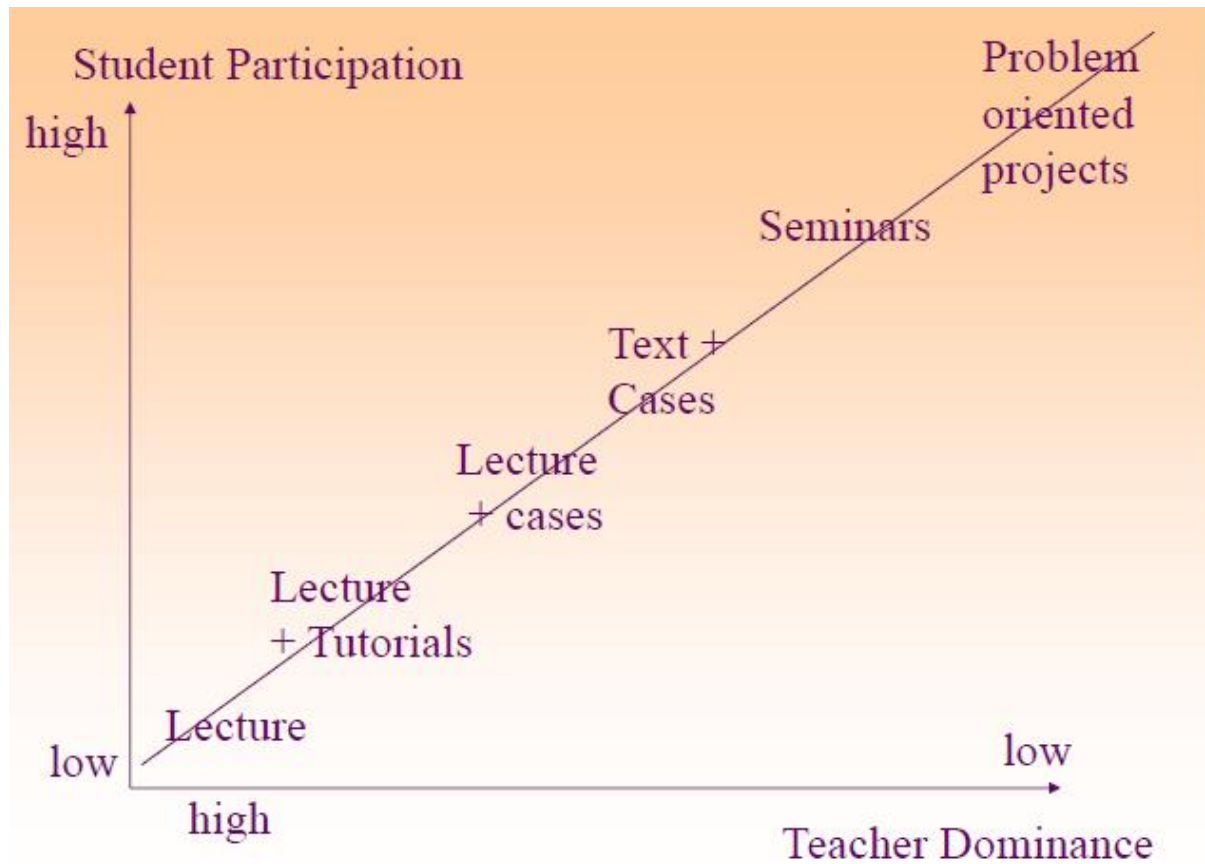 Student Participation
high
Problem
oriented
projects
Seminars
Text +
Cases
Lecture
+ cases
Lecture
+ Tutorials
Lecture
low
low
high
Teacher Dominance